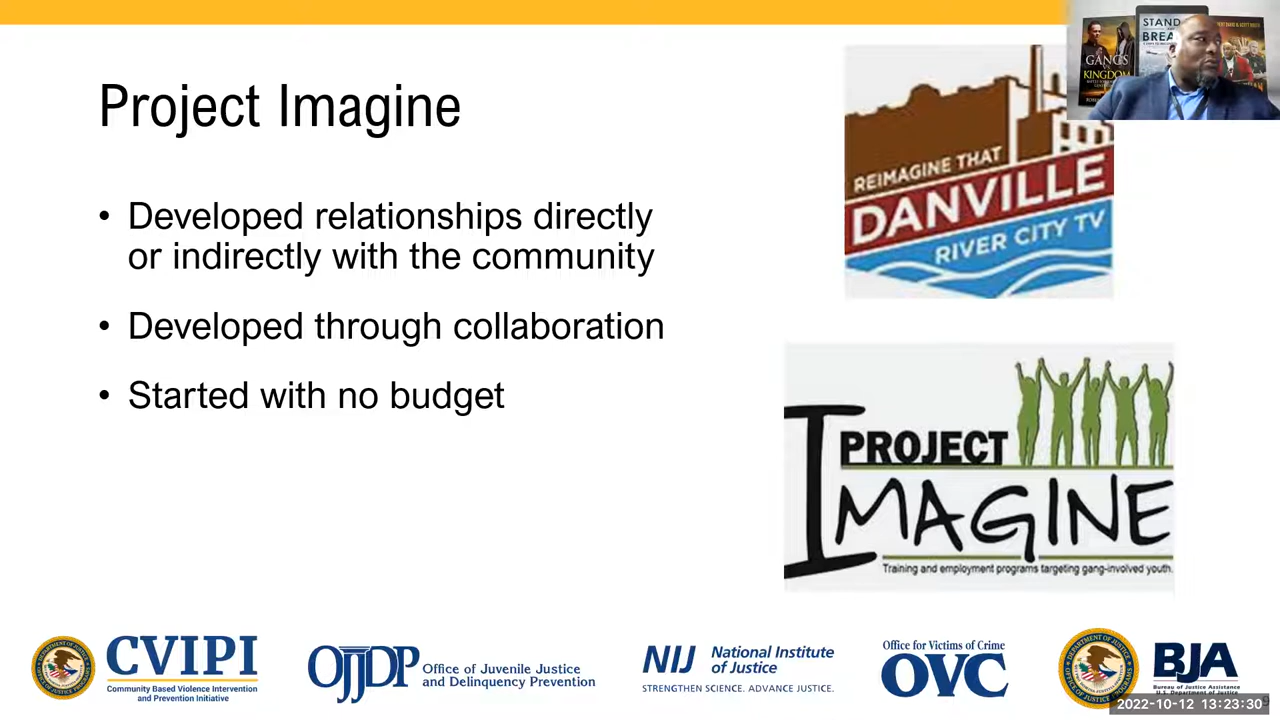 Project Imagine
• Developed relationships directly
or indirectly with the community
• Developed through collaboration
• Started with no budget
GANGS
KINGDOM
STAND
BREA
REIMAGINE THAT
DANVILLE
RIVER CITY TV
PROJECT
IMAGINE
Training and employment programs targeting gang-involved youth.
CVIPI
Community Based Violence Intervention
and Prevention Initiative
OJJDP
Office of Juvenile Justice
and Delinquency Prevention
NIJ
National Institute
of Justice
STRENGTHEN SCIENCE. ADVANCE JUSTICE.
Office for Victims of Crime
OVC
BJA
Bureau of Justice Assistance
U.S. Department of Justice
2022-10-12 13:23:30